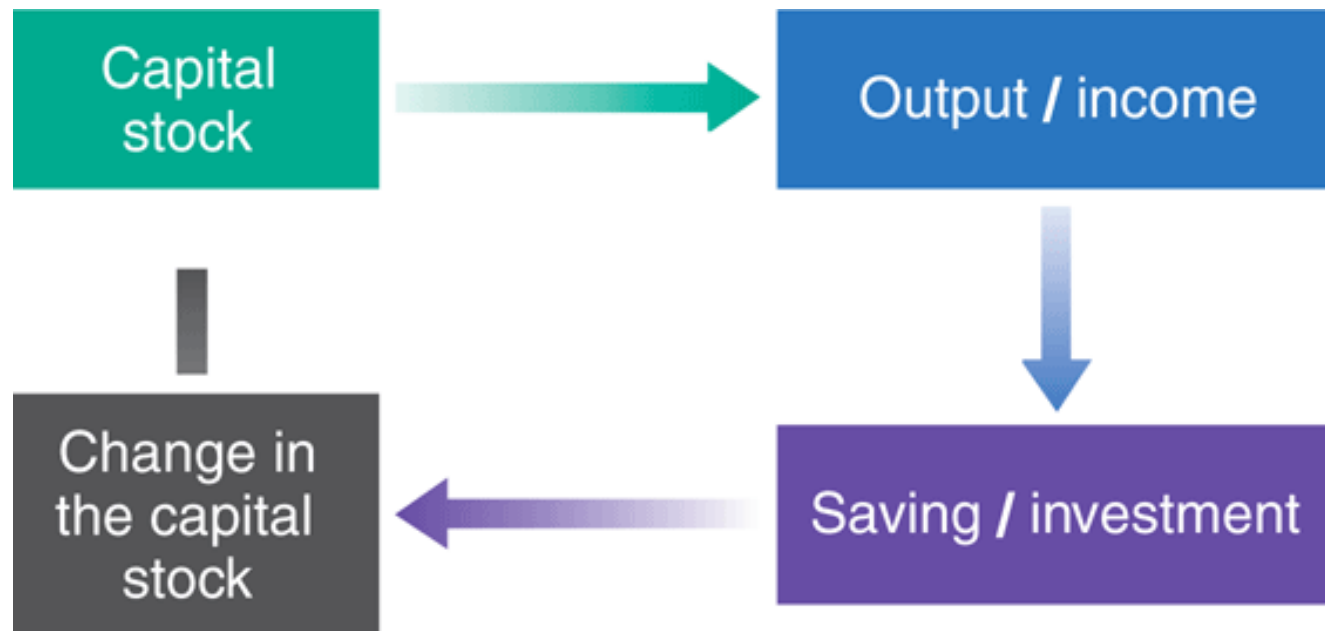 Capital
stock
Output / income
Change in
the capital
stock
Saving / investment